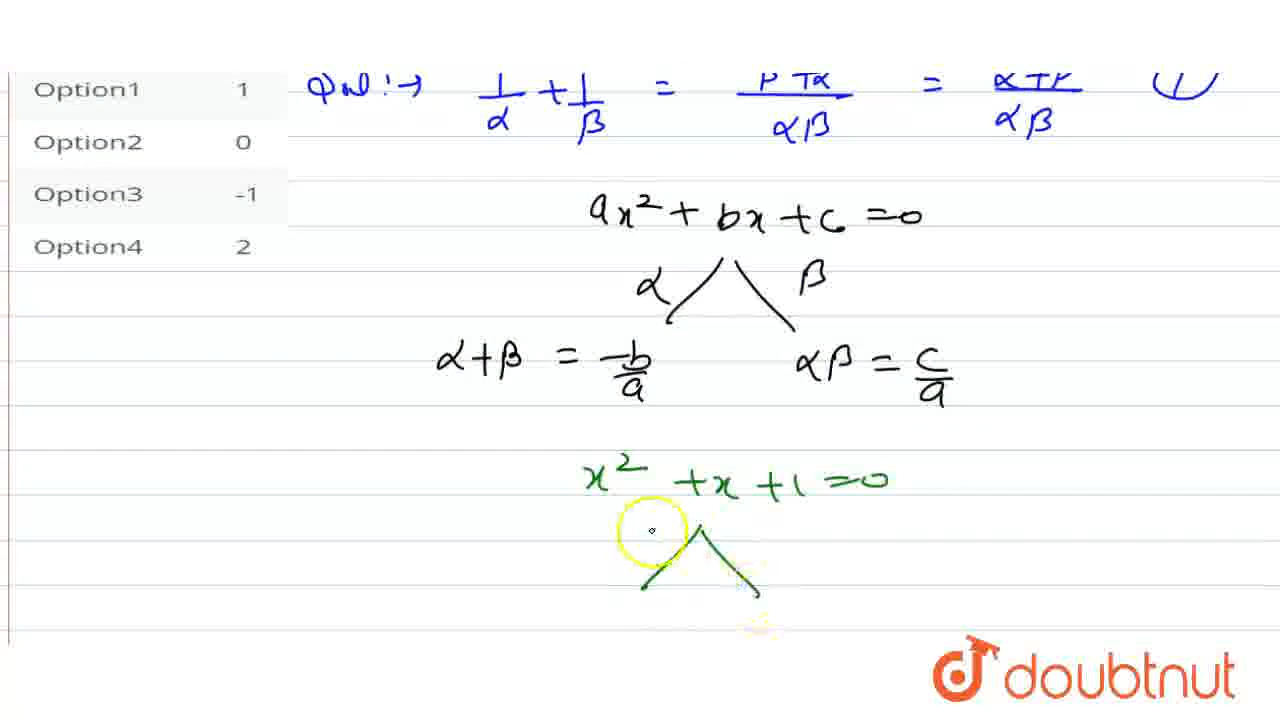 Option1 1
1/α + 1/β = β+α/αβ = α+β/αβ
Option2 0
Option3 -1
Option4 2
ax² + bx + c = 0
α β
α+β = -b/a αβ = c/a
x² + x + 1 = 0
doubtnut